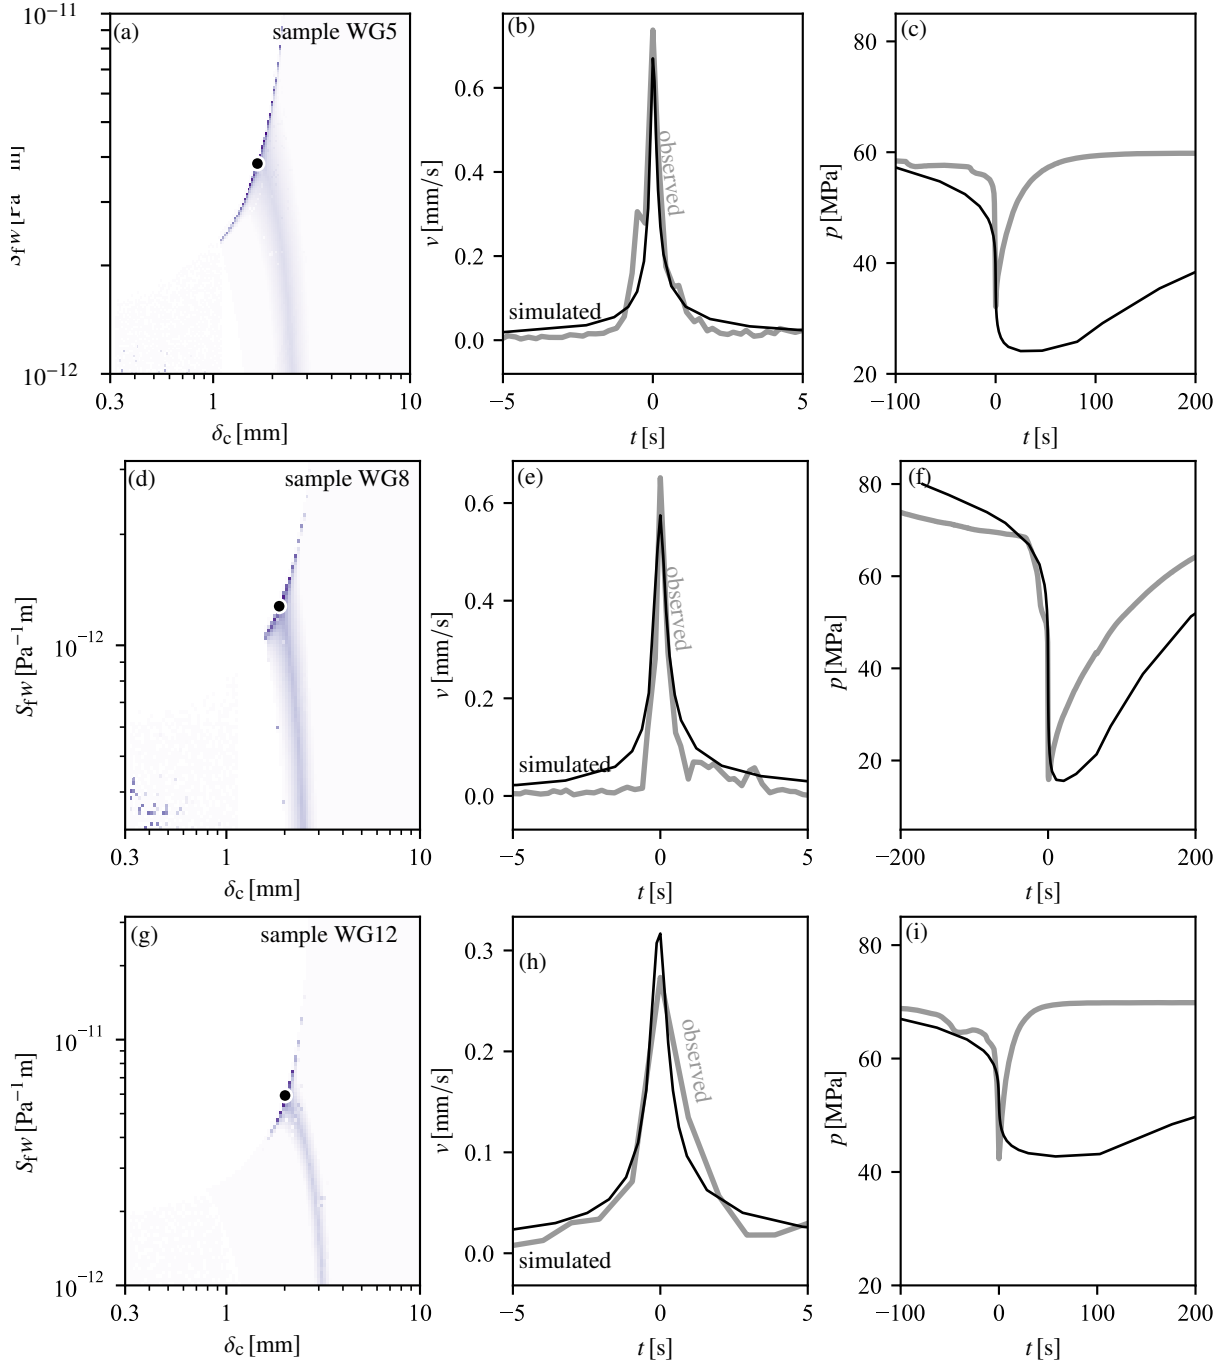 (a) sample WG5
10⁻¹¹
10⁻¹²
0.3 1 10
δc [mm]
(b)
observed
simulated
v [mm/s]
0.6
0.4
0.2
0.0
−5 0 5
t [s]
(c)
p [MPa]
80
60
40
20
−100 0 100 200
t [s]
(d) sample WG8
Sfw [Pa⁻¹m]
10⁻¹²
0.3 1 10
δc [mm]
(e)
observed
simulated
v [mm/s]
0.6
0.4
0.2
0.0
−5 0 5
t [s]
(f)
p [MPa]
80
60
40
20
−200 0 200
t [s]
(g) sample WG12
Sfw [Pa⁻¹m]
10⁻¹¹
10⁻¹²
0.3 1 10
δc [mm]
(h)
observed
simulated
v [mm/s]
0.3
0.2
0.1
0.0
−5 0 5
t [s]
(i)
p [MPa]
80
60
40
20
−100 0 100 200
t [s]